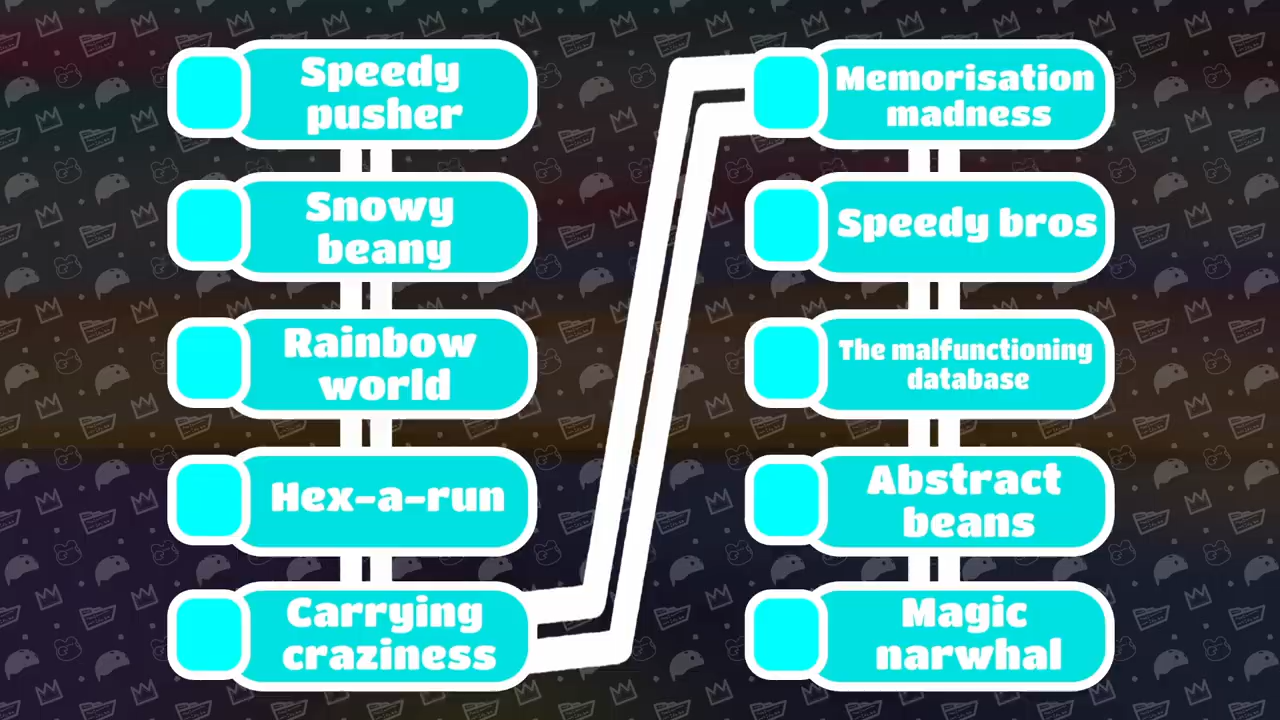 Speedy
pusher
Snowy
beany
Rainbow
world
Hex-a-run
Carrying
craziness
Memorisation
madness
Speedy bros
The malfunctioning
database
Abstract
beans
Magic
narwhal